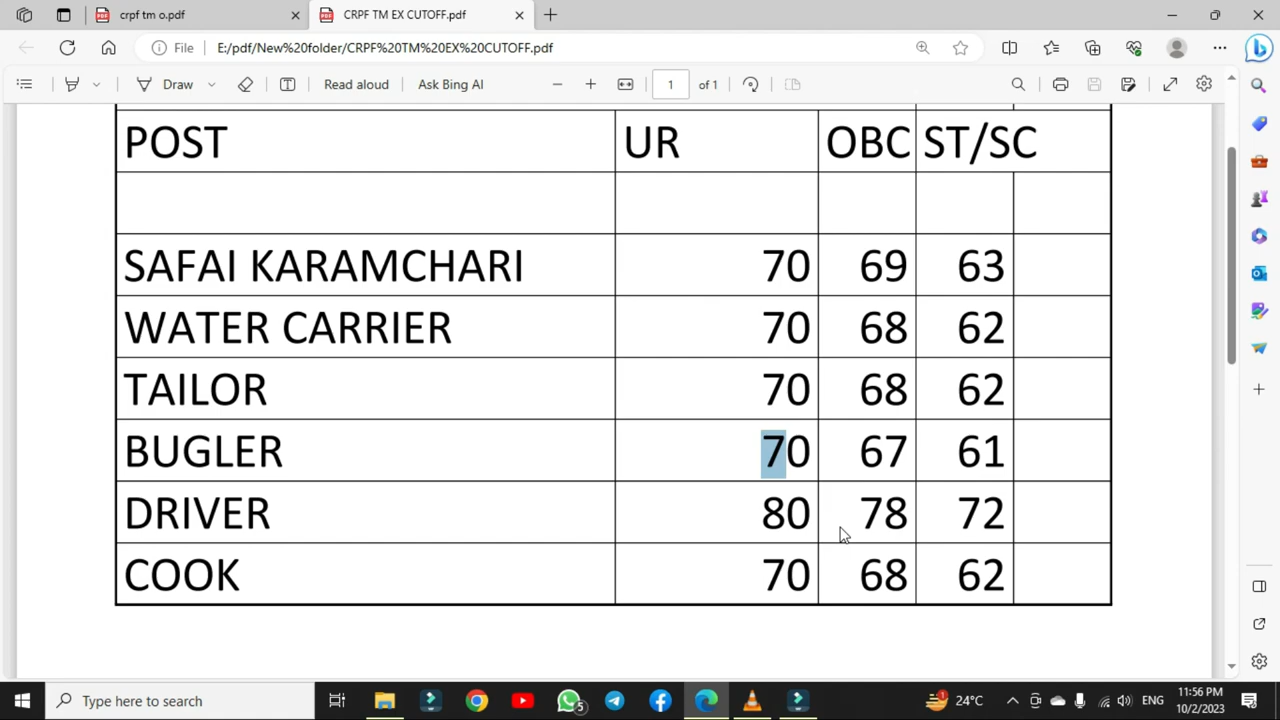 crpf tm o.pdf
CRPF TM EX CUTOFF.pdf
File E:/pdf/New%20folder/CRPF%20TM%20EX%20CUTOFF.pdf
Draw Read aloud Ask Bing AI 1 of 1
POST UR OBC ST/SC
SAFAI KARAMCHARI 70 69 63
WATER CARRIER 70 68 62
TAILOR 70 68 62
BUGLER 70 67 61
DRIVER 80 78 72
COOK 70 68 62
Type here to search 5 1 24°C ENG 11:56 PM
10/2/2023